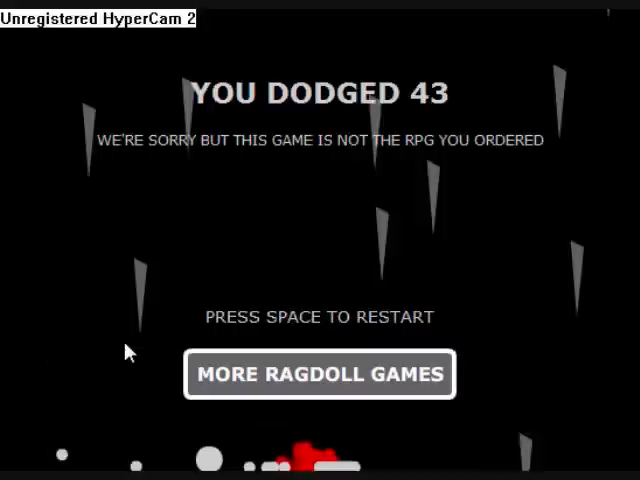 Unregistered HyperCam 2
YOU DODGED 43
WE'RE SORRY BUT THIS GAME IS NOT THE RPG YOU ORDERED
PRESS SPACE TO RESTART
MORE RAGDOLL GAMES